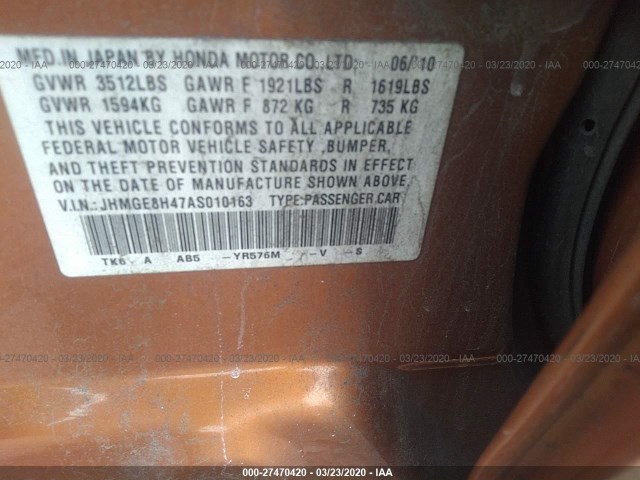 MFD. IN JAPAN BY HONDA MOTOR CO., LTD. 06/10
GVWR 3512LBS GAWR F 1921LBS R 1619LBS
GVWR 1594KG GAWR F 872 KG R 735 KG
THIS VEHICLE CONFORMS TO ALL APPLICABLE
FEDERAL MOTOR VEHICLE SAFETY ,BUMPER,
AND THEFT PREVENTION STANDARDS IN EFFECT
ON THE DATE OF MANUFACTURE SHOWN ABOVE.
V.I.N.: JHMGE8H47AS010163 TYPE:PASSENGER CAR
TK6 - A AB5 -YR576M -V -S
000-27470420 - 03/23/2020 - IAA